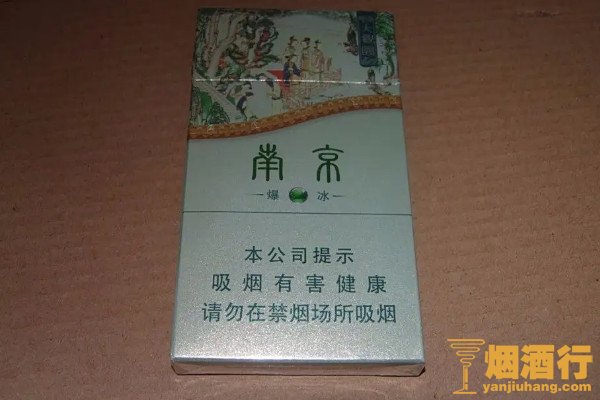 南京
爆 冰
本公司提示
吸烟有害健康
请勿在禁烟场所吸烟
烟酒行
yanjiuhang.com